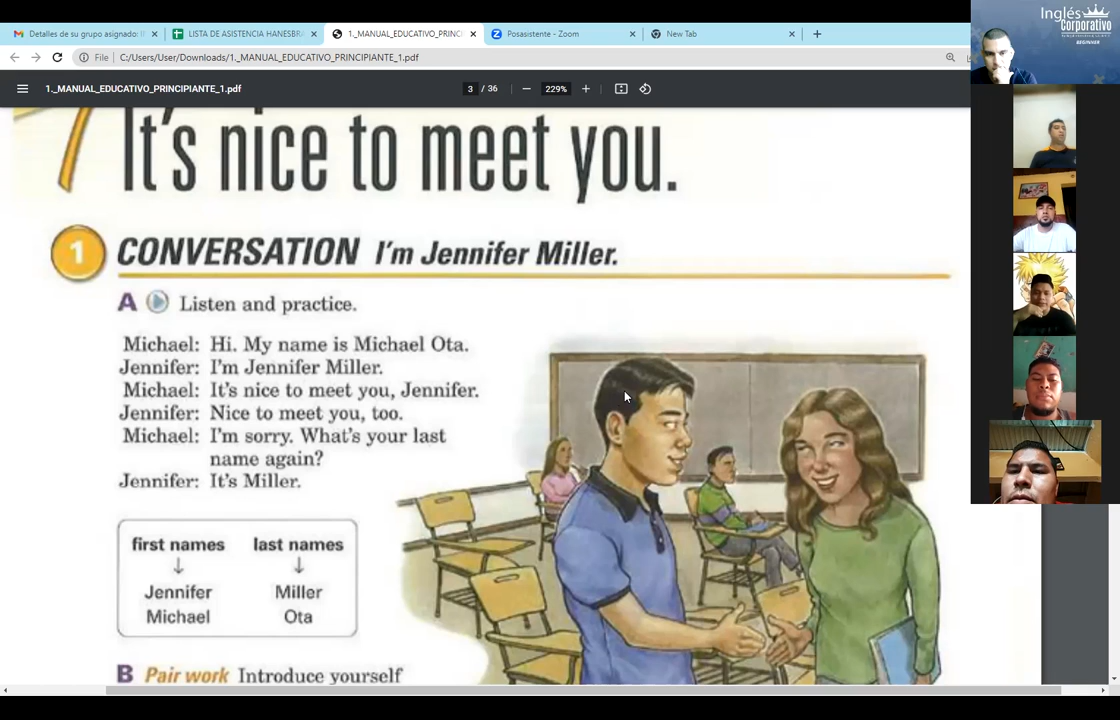 Detalles de su grupo asignado: I
LISTA DE ASISTENCIA HANESBRA
1._MANUAL_EDUCATIVO_PRINCI
Posasistente - Zoom
New Tab
File
C:/Users/User/Downloads/1._MANUAL_EDUCATIVO_PRINCIPIANTE_1.pdf
1._MANUAL_EDUCATIVO_PRINCIPIANTE_1.pdf
3 / 36
229%
Inglés
Corporativo
BEGINNER
It's nice to meet you.
1 CONVERSATION I'm Jennifer Miller.
A Listen and practice.
Michael: Hi. My name is Michael Ota.
Jennifer: I'm Jennifer Miller.
Michael: It's nice to meet you, Jennifer.
Jennifer: Nice to meet you, too.
Michael: I'm sorry. What's your last
name again?
Jennifer: It's Miller.
first names last names
Jennifer Miller
Michael Ota
B Pair work Introduce yourself